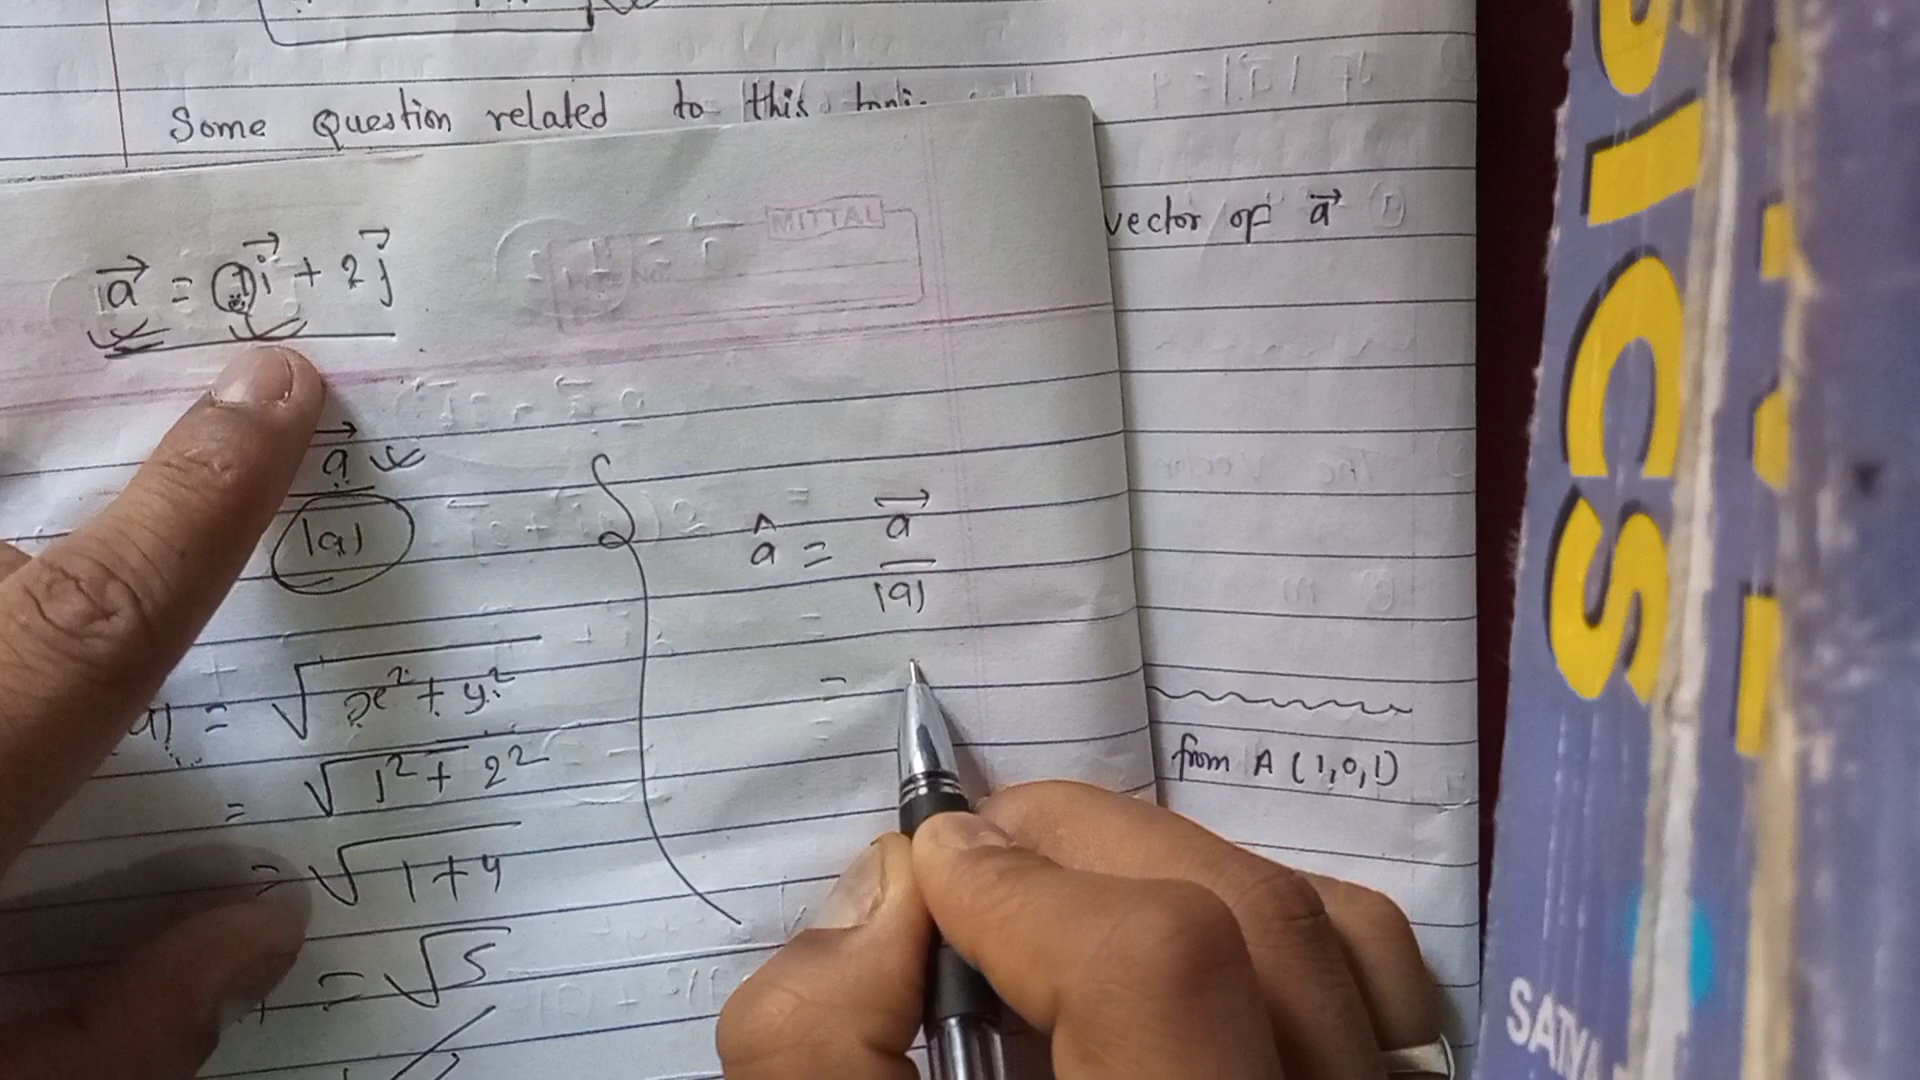 Some Question related to this
MITTAL
vector of a⃗
a⃗ = 1i⃗ + 2j⃗
a⃗
|a|
â = a⃗
|a|
= √x²+y²
=
= √1²+2²
from A (1,0,1)
= √1+4
= √5
SICS
SATYA